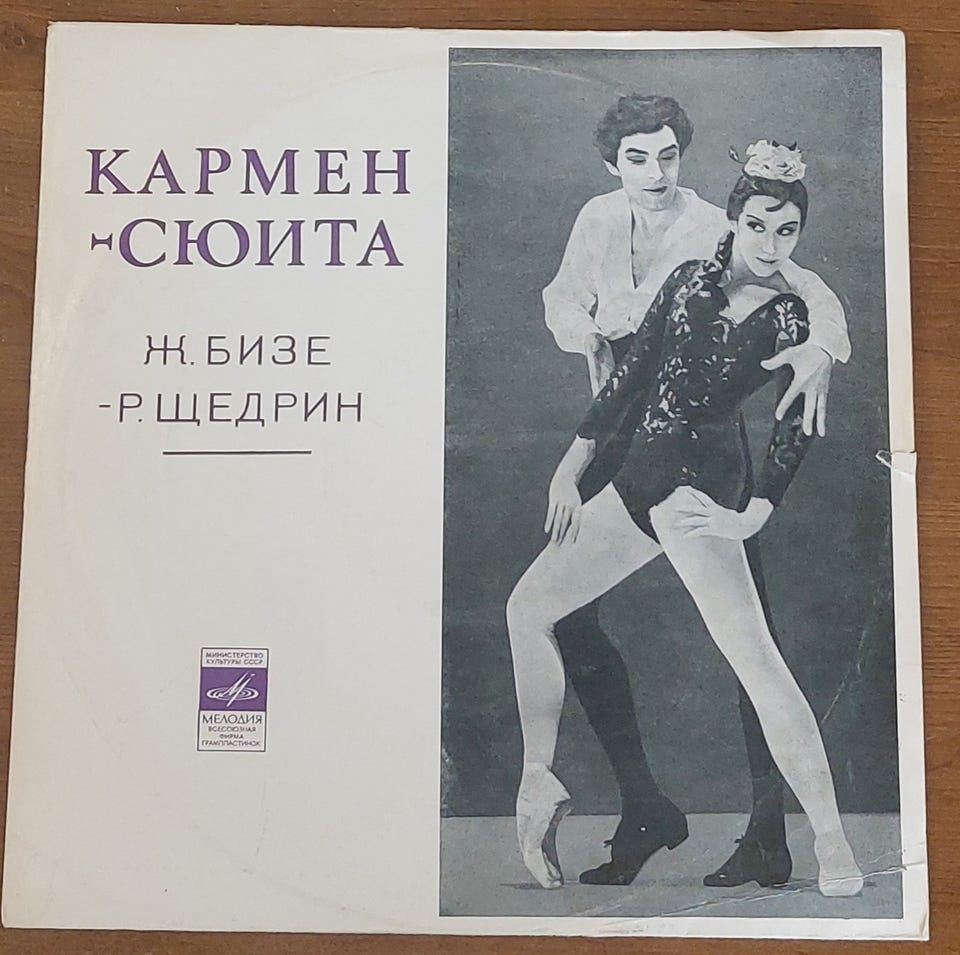 КАРМЕН
-СЮИТА
Ж. БИЗЕ
-Р. ЩЕДРИН
МИНИСТЕРСТВО
КУЛЬТУРЫ СССР
МЕЛОДИЯ
ВСЕСОЮЗНАЯ
ФИРМА
ГРАМПЛАСТИНОК